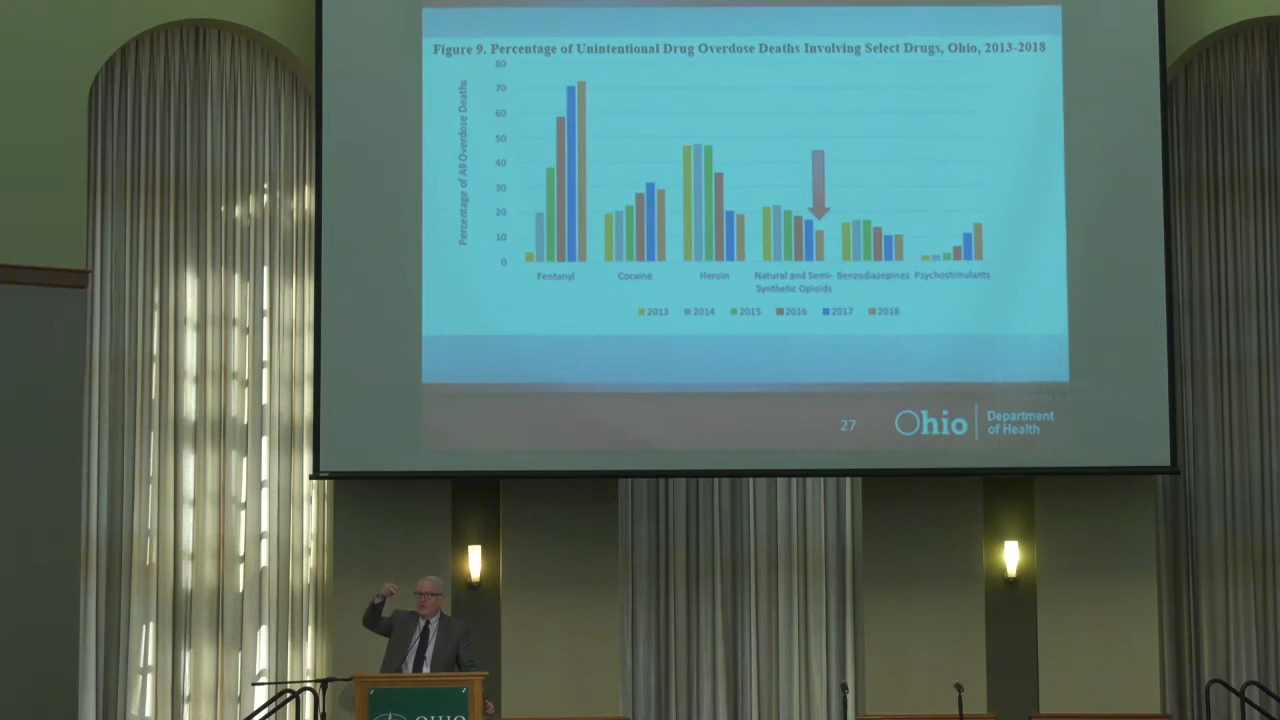 Figure 9. Percentage of Unintentional Drug Overdose Deaths Involving Select Drugs, Ohio, 2013-2018
Percentage of All Overdose Deaths
80
70
60
50
40
30
20
10
0
Fentanyl Cocaine Heroin Natural and Semi- Benzodiazepines Psychostimulants
Synthetic Opioids
2013 2014 2015 2016 2017 2018
27 Ohio Department
of Health
OHIO